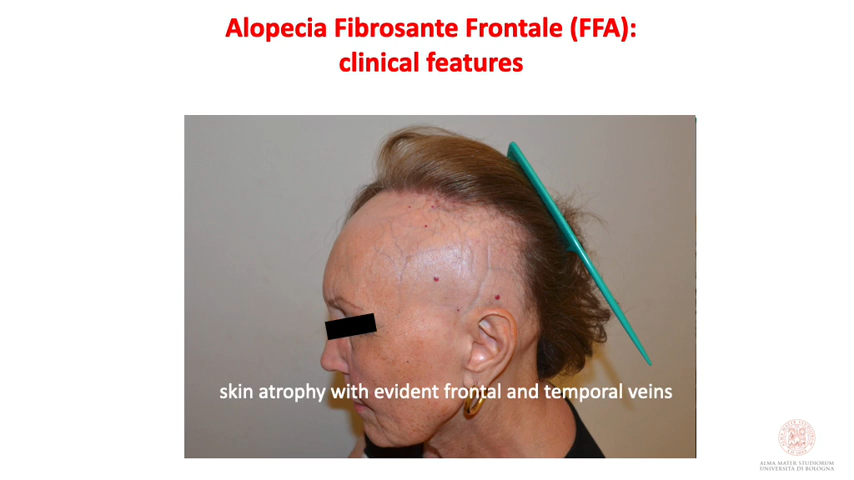 Alopecia Fibrosante Frontale (FFA):
clinical features
skin atrophy with evident frontal and temporal veins
ALMA MATER STUDIORUM
UNIVERSITÀ DI BOLOGNA